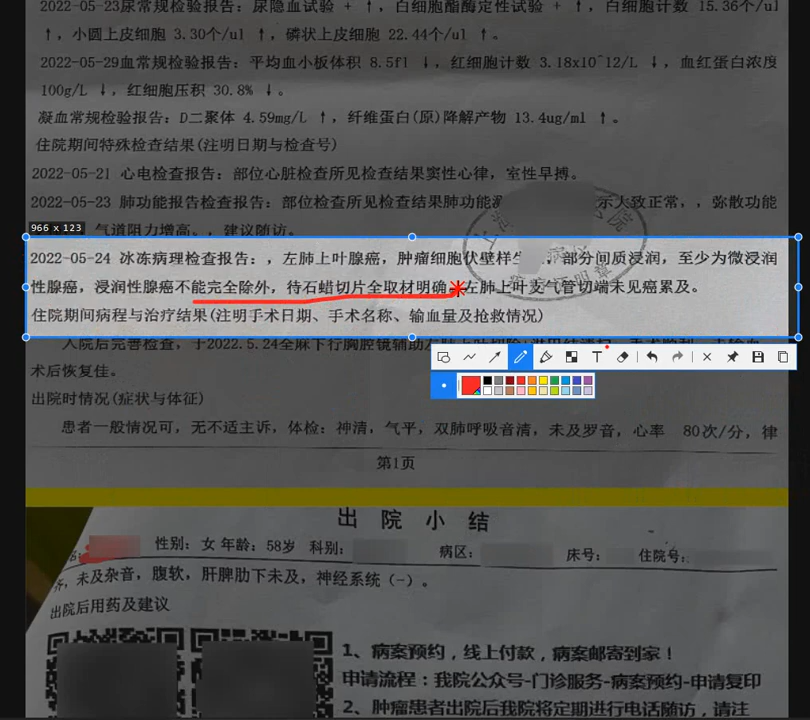 2022-05-23尿常规检验报告：尿隐血试验 + ↑，白细胞酯酶定性试验 + ↑，白细胞计数 15.36个/ul
↑，小圆上皮细胞 3.30个/ul ↑，磷状上皮细胞 22.44个/ul ↑。
2022-05-29血常规检验报告：平均血小板体积 8.5fl ↓，红细胞计数 3.18x10^12/L ↓，血红蛋白浓度
100g/L ↓，红细胞压积 30.8% ↓。
凝血常规检验报告：D二聚体 4.59mg/L ↑，纤维蛋白(原)降解产物 13.4ug/ml ↑。
住院期间特殊检查结果(注明日期与检查号)
2022-05-21 心电检查报告：部位心脏检查所见检查结果窦性心律，室性早搏。
2022-05-23 肺功能报告检查报告：部位检查所见检查结果肺功能 示大致正常，，弥散功能
气道阻力增高。，建议随访。
966 x 123
2022-05-24 冰冻病理检查报告：，左肺上叶腺癌，肿瘤细胞伏壁样生 ，部分间质浸润，至少为微浸润
性腺癌，浸润性腺癌不能完全除外，待石蜡切片全取材明确。左肺上叶支气管切端未见癌累及。
住院期间病程与治疗结果(注明手术日期、手术名称、输血量及抢救情况)
入院后完善检查，于2022.5.24全麻下行胸腔镜辅助
术后恢复佳。
出院时情况(症状与体征)
患者一般情况可，无不适主诉，体检：神清，气平，双肺呼吸音清，未及罗音，心率 80次/分，律
第1页
出 院 小 结
性别：女 年龄：58岁 科别： 病区： 床号： 住院号：
齐，未及杂音，腹软，肝脾肋下未及，神经系统（-）。
出院后用药及建议
1、病案预约，线上付款，病案邮寄到家！
申请流程：我院公众号-门诊服务-病案预约-申请复印
2、肿瘤患者出院后我院将定期进行电话随访，请注